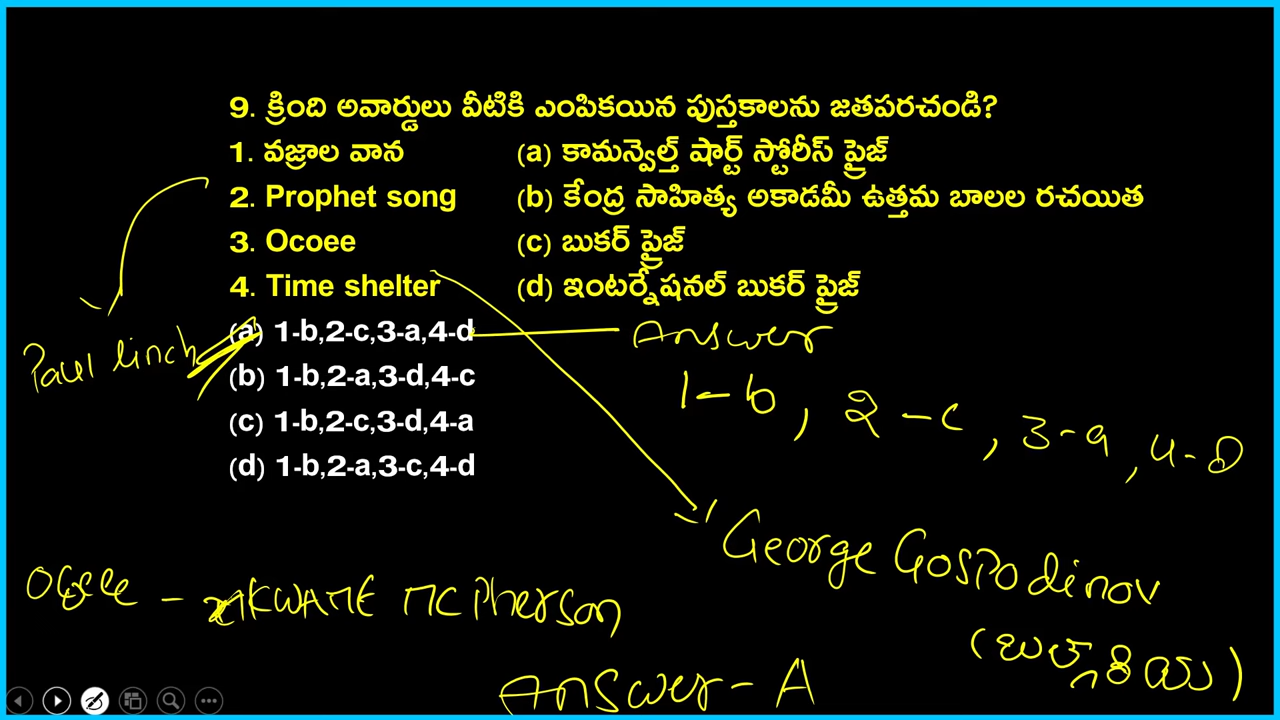 9. క్రింది అవార్డులు వీటికి ఎంపికయిన పుస్తకాలను జతపరచండి?
1. వజ్రాల వాన (a) కామన్వెల్త్ షార్ట్ స్టోరీస్ ప్రైజ్
2. Prophet song (b) కేంద్ర సాహిత్య అకాడమీ ఉత్తమ బాలల రచయిత
3. Ocoee (c) బుకర్ ప్రైజ్
4. Time shelter (d) ఇంటర్నేషనల్ బుకర్ ప్రైజ్
(a) 1-b,2-c,3-a,4-d Answer
Paul linch
(b) 1-b,2-a,3-d,4-c
1-b, 2-c, 3-a, 4-D
(c) 1-b,2-c,3-d,4-a
(d) 1-b,2-a,3-c,4-d
George Gospodinov
Ocoee - KWAME MCPherson
(బల్గేరియా)
Answer - A